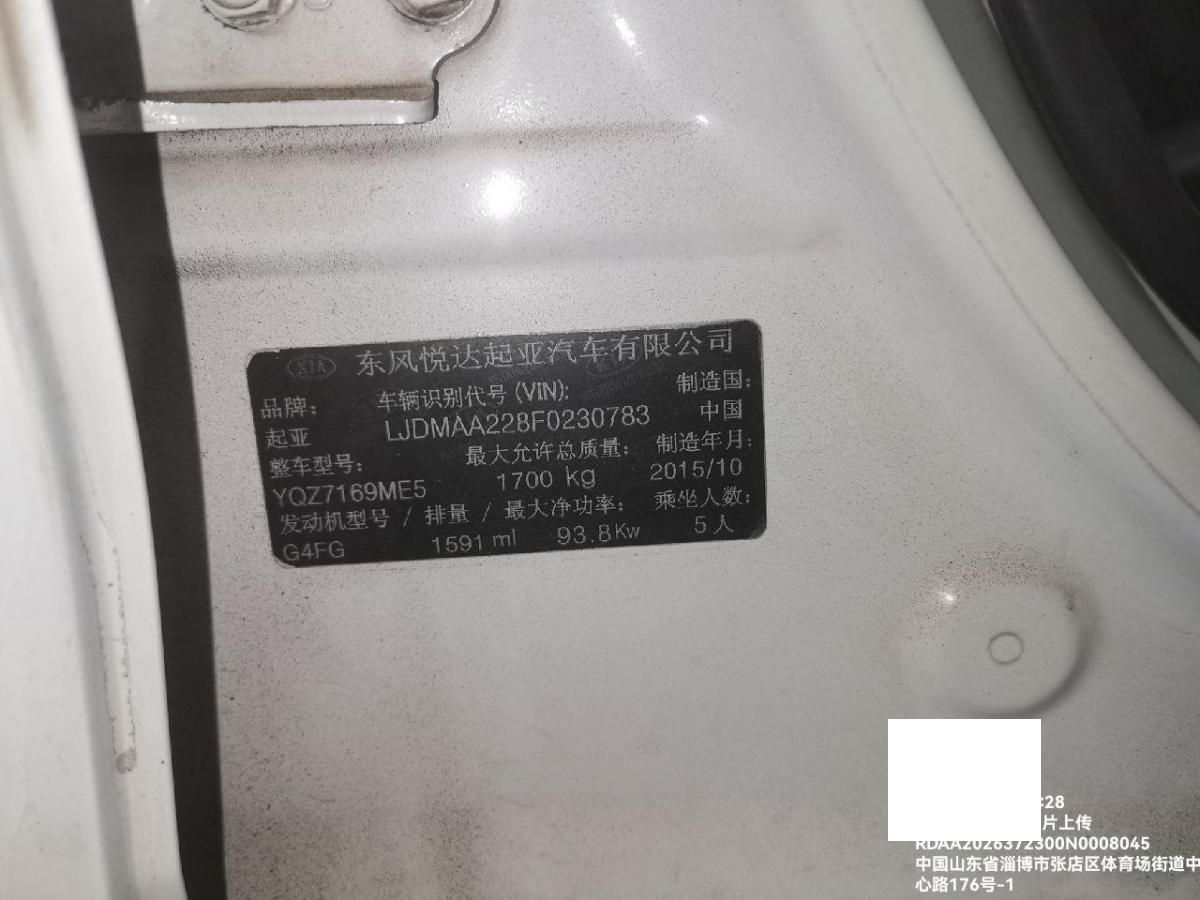 KIA 东风悦达起亚汽车有限公司
品牌: 车辆识别代号 (VIN): 制造国:
起亚 LJDMAA228F0230783 中国
整车型号: 最大允许总质量: 制造年月:
YQZ7169ME5 1700 kg 2015/10
发动机型号 / 排量 / 最大净功率: 乘坐人数:
G4FG 1591 ml 93.8Kw 5人
:28
片上传
RDAA2026372300N0008045
中国山东省淄博市张店区体育场街道中
心路176号-1